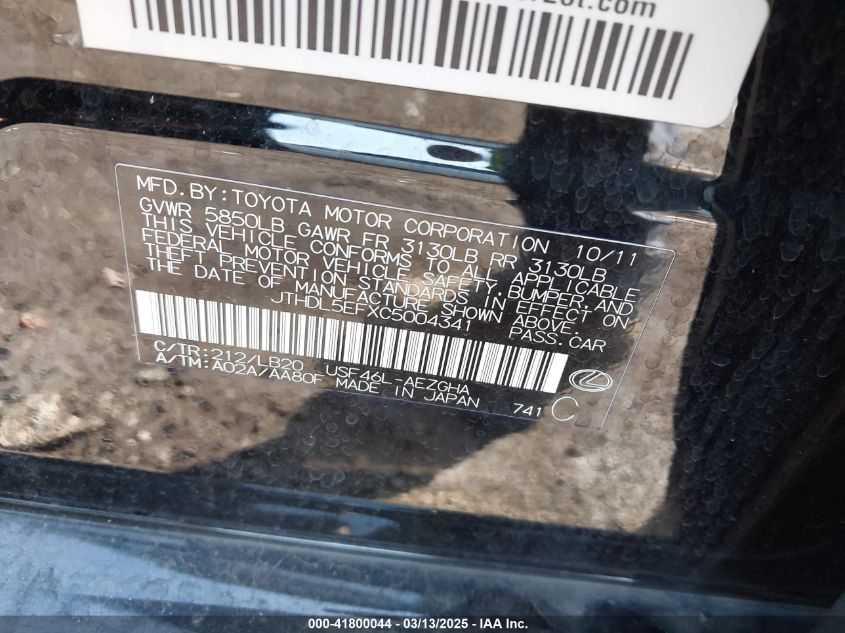 .com
MFD.BY:TOYOTA MOTOR CORPORATION 10/11
GVWR 5850LB GAWR FR 3130LB RR 3130LB
THIS VEHICLE CONFORMS TO ALL APPLICABLE
FEDERAL MOTOR VEHICLE SAFETY, BUMPER, AND
THEFT PREVENTION STANDARDS IN EFFECT ON
THE DATE OF MANUFACTURE SHOWN ABOVE.
JTHDL5EFXC5004341 PASS.CAR
C/TR:212/LB20 USF46L-AEZGHA
A/TM:A02A/AA80F MADE IN JAPAN 741 C
000-41800044 - 03/13/2025 - IAA Inc.